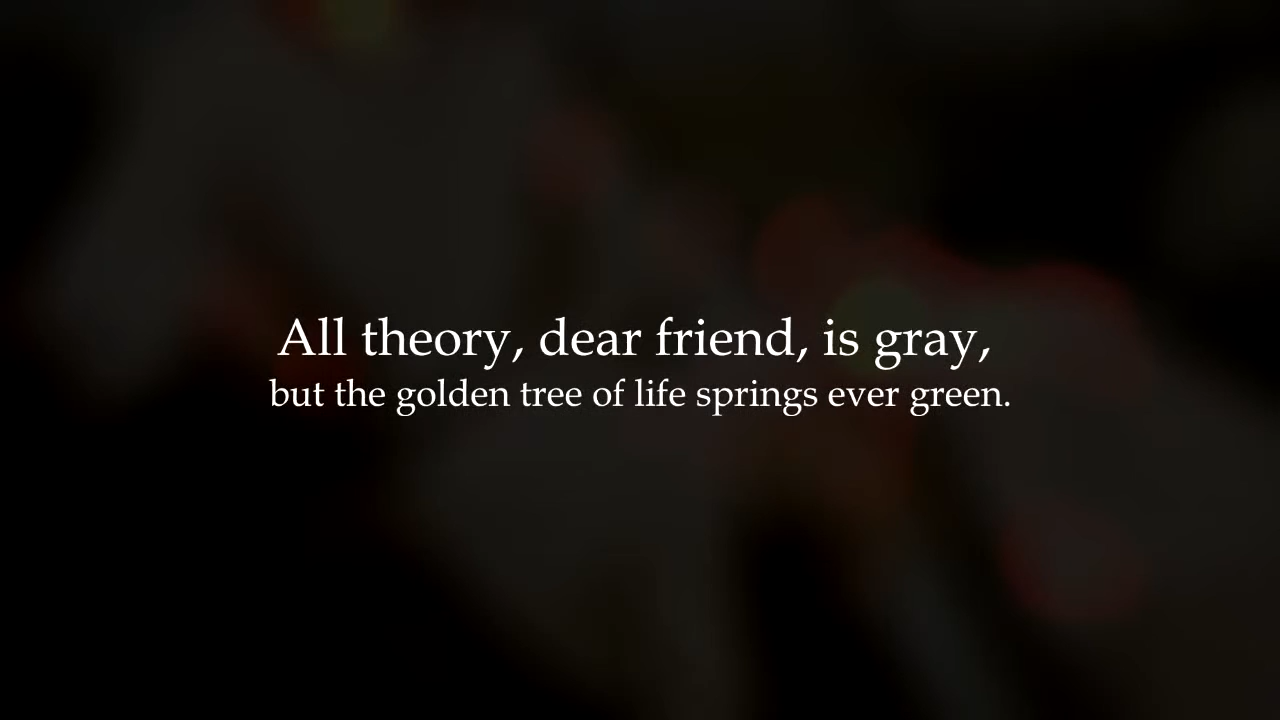 All theory, dear friend, is gray,
but the golden tree of life springs ever green.